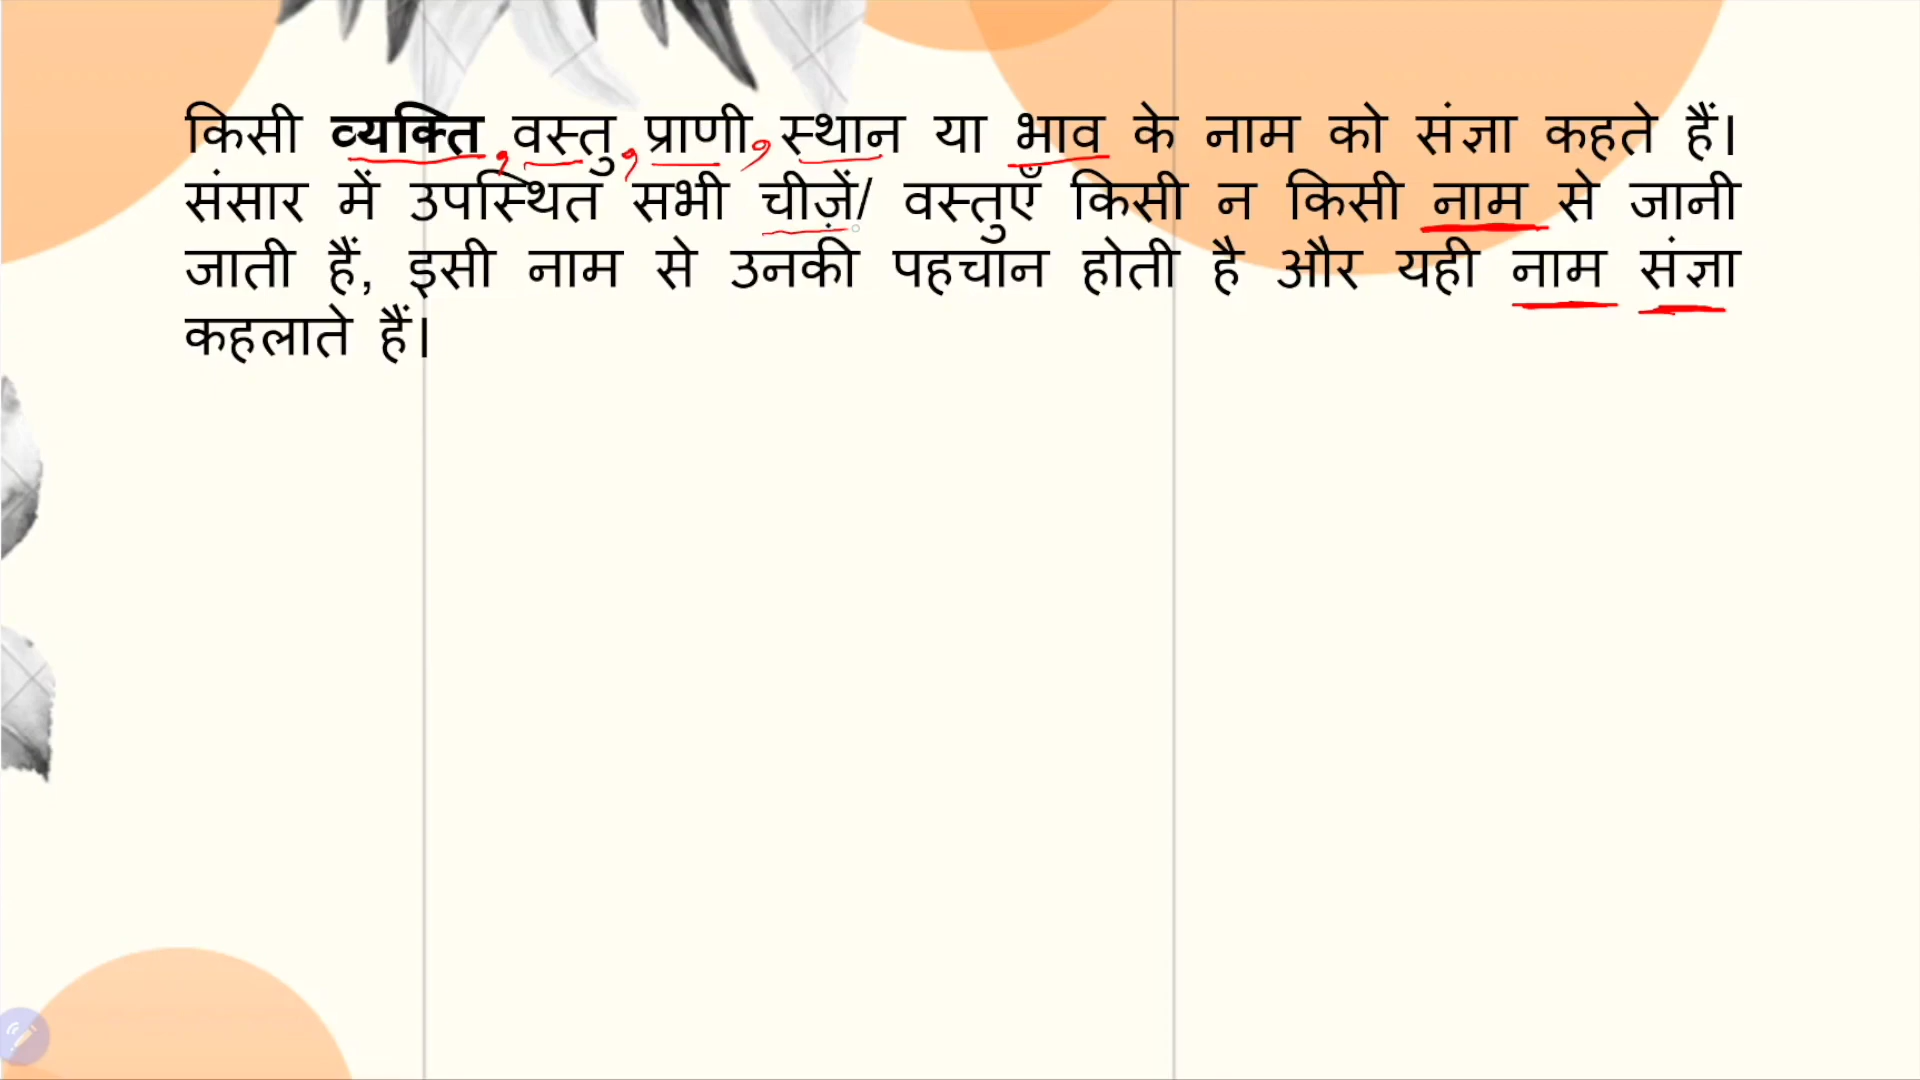 किसी व्यक्ति ,वस्तु, प्राणी, स्थान या भाव के नाम को संज्ञा कहते हैं।
संसार में उपस्थित सभी चीज़ें/ वस्तुएँ किसी न किसी नाम से जानी
जाती हैं, इसी नाम से उनकी पहचान होती है और यही नाम संज्ञा
कहलाते हैं।